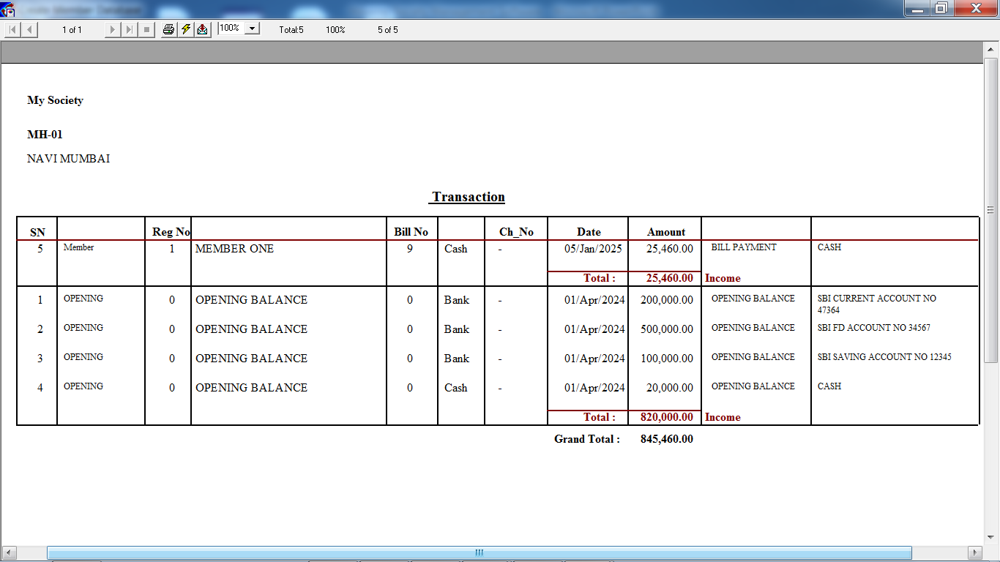 1 of 1 100% Total:5 100% 5 of 5
My Society
MH-01
NAVI MUMBAI
Transaction
SN Reg No Bill No Ch_No Date Amount
5 Member 1 MEMBER ONE 9 Cash - 05/Jan/2025 25,460.00 BILL PAYMENT CASH
Total : 25,460.00 Income
1 OPENING 0 OPENING BALANCE 0 Bank - 01/Apr/2024 200,000.00 OPENING BALANCE SBI CURRENT ACCOUNT NO
47364
2 OPENING 0 OPENING BALANCE 0 Bank - 01/Apr/2024 500,000.00 OPENING BALANCE SBI FD ACCOUNT NO 34567
3 OPENING 0 OPENING BALANCE 0 Bank - 01/Apr/2024 100,000.00 OPENING BALANCE SBI SAVING ACCOUNT NO 12345
4 OPENING 0 OPENING BALANCE 0 Cash - 01/Apr/2024 20,000.00 OPENING BALANCE CASH
Total : 820,000.00 Income
Grand Total : 845,460.00